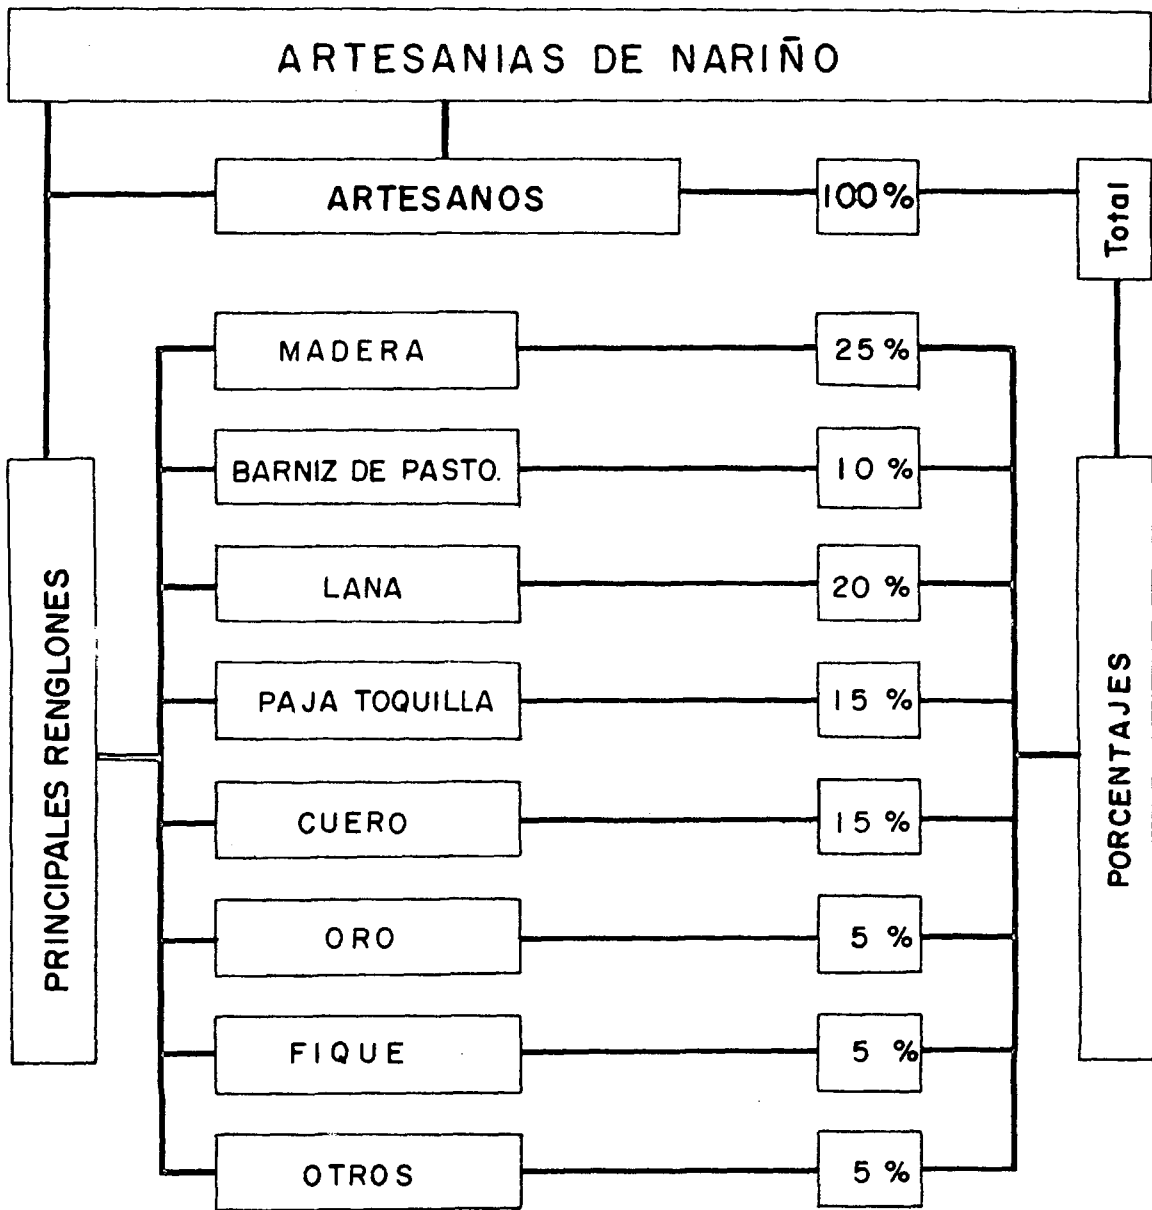 ARTESANIAS DE NARIÑO
ARTESANOS 100% Total
PRINCIPALES RENGLONES
MADERA 25%
BARNIZ DE PASTO. 10%
LANA 20%
PAJA TOQUILLA 15%
CUERO 15%
ORO 5%
FIQUE 5%
OTROS 5%
PORCENTAJES